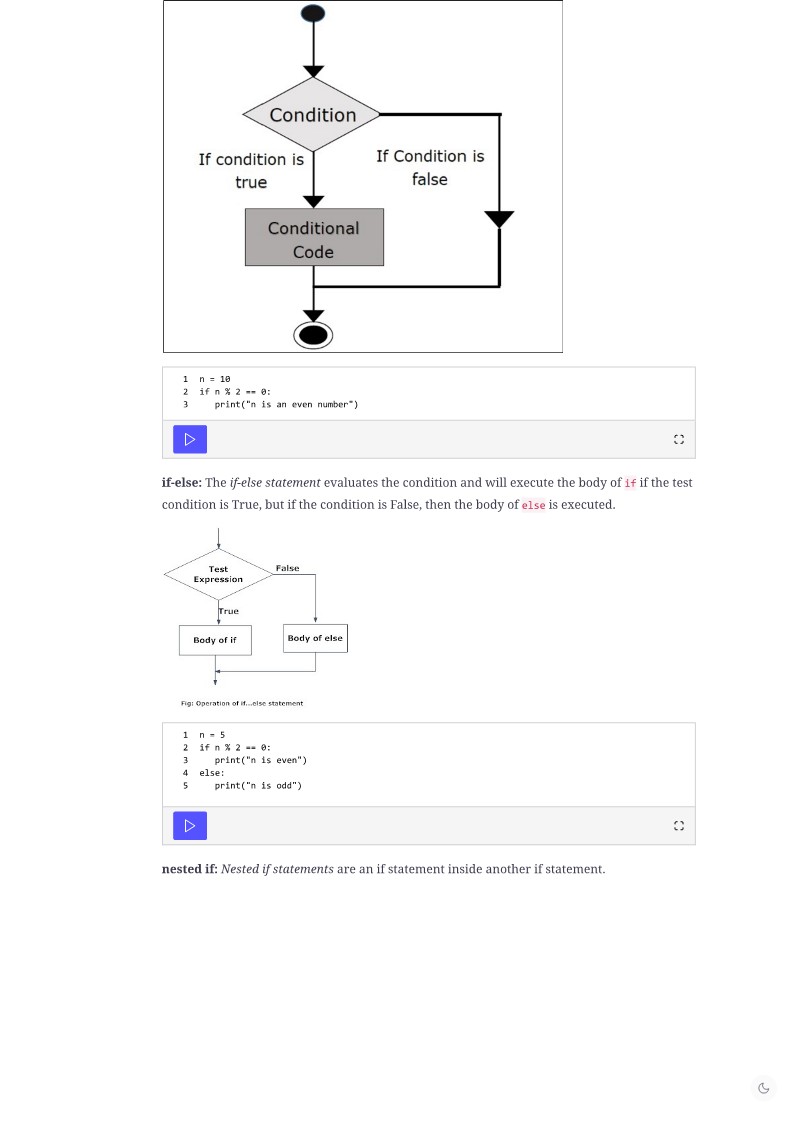 Condition
If condition is
true
If Condition is
false
Conditional
Code
1 n = 10
2 if n % 2 == 0:
3    print("n is an even number")
if-else: The if-else statement evaluates the condition and will execute the body of if if the test
condition is True, but if the condition is False, then the body of else is executed.
Test
Expression
False
True
Body of if
Body of else
Fig: Operation of if...else statement
1 n = 5
2 if n % 2 == 0:
3    print("n is even")
4 else:
5    print("n is odd")
nested if: Nested if statements are an if statement inside another if statement.